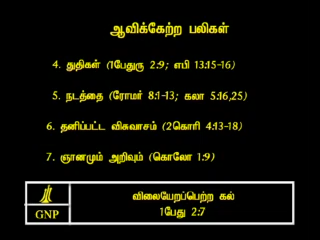 ஆவிக்கேற்ற பலிகள்
4. துதிகள் (1பேதுரு 2:9; எபி 13:15-16)
5. நடத்தை (ரோமர் 8:1-13; கலா 5:16,25)
6. தனிப்பட்ட விசுவாசம் (2கொரி 4:13-18)
7. ஞானமும் அறிவும் (கொலோ 1:9)
GNP
விலையேறப்பெற்ற கல்
1பேது 2:7